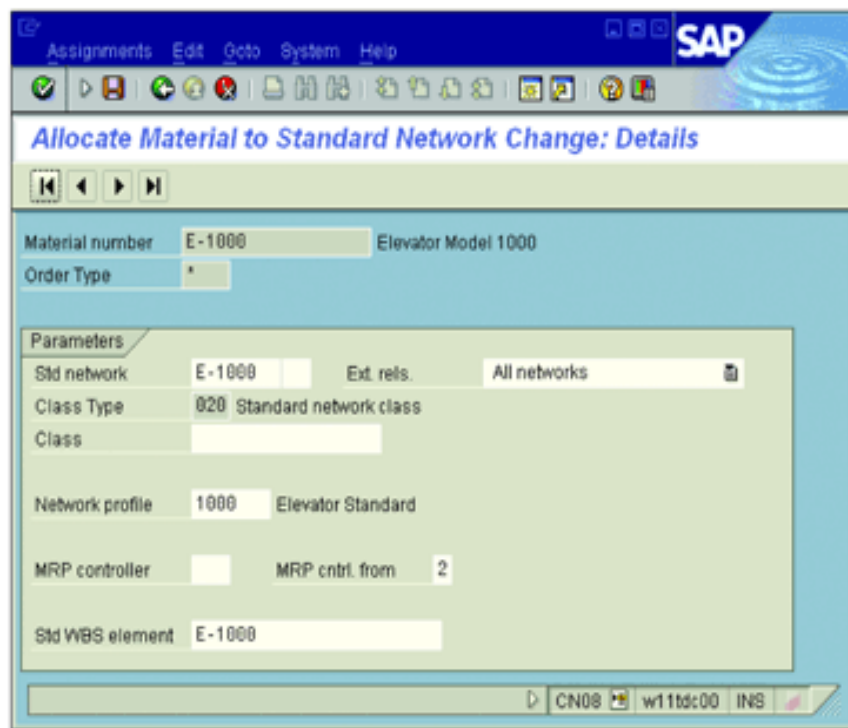 Assignments Edit Goto System Help
SAP
Allocate Material to Standard Network Change: Details
Material number E-1000 Elevator Model 1000
Order Type *
Parameters
Std network E-1000 Ext. rels. All networks
Class Type 020 Standard network class
Class
Network profile 1000 Elevator Standard
MRP controller MRP cntrl. from 2
Std WBS element E-1000
CN08 w11tdc00 INS